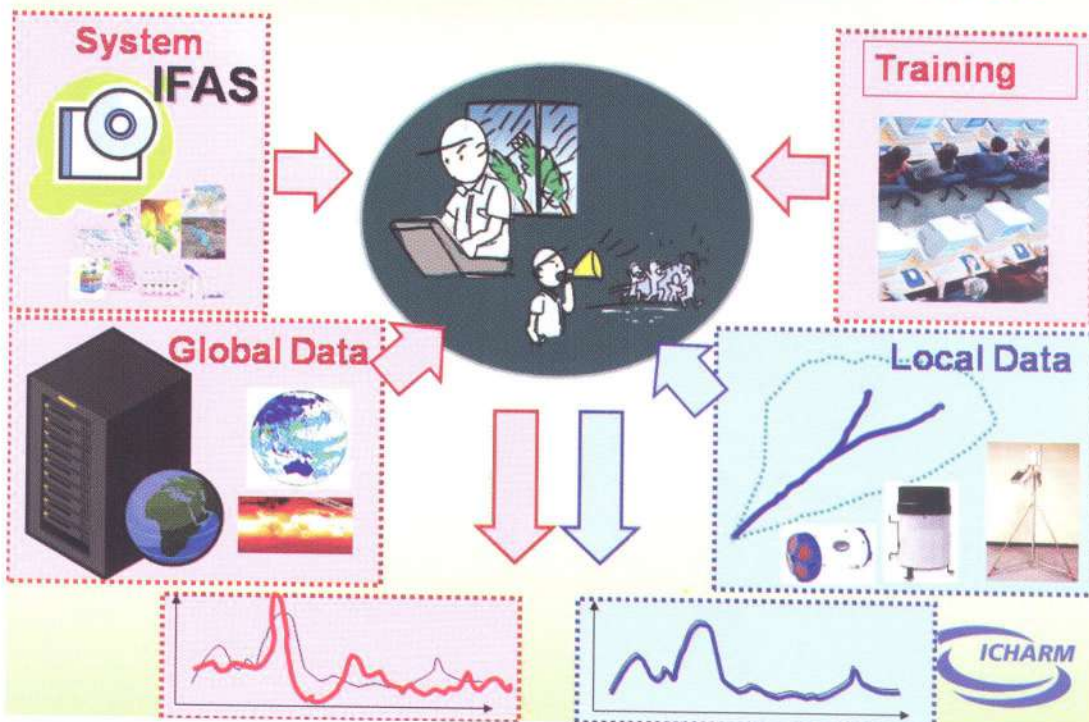 System
IFAS
Training
Global Data
Local Data
ICHARM